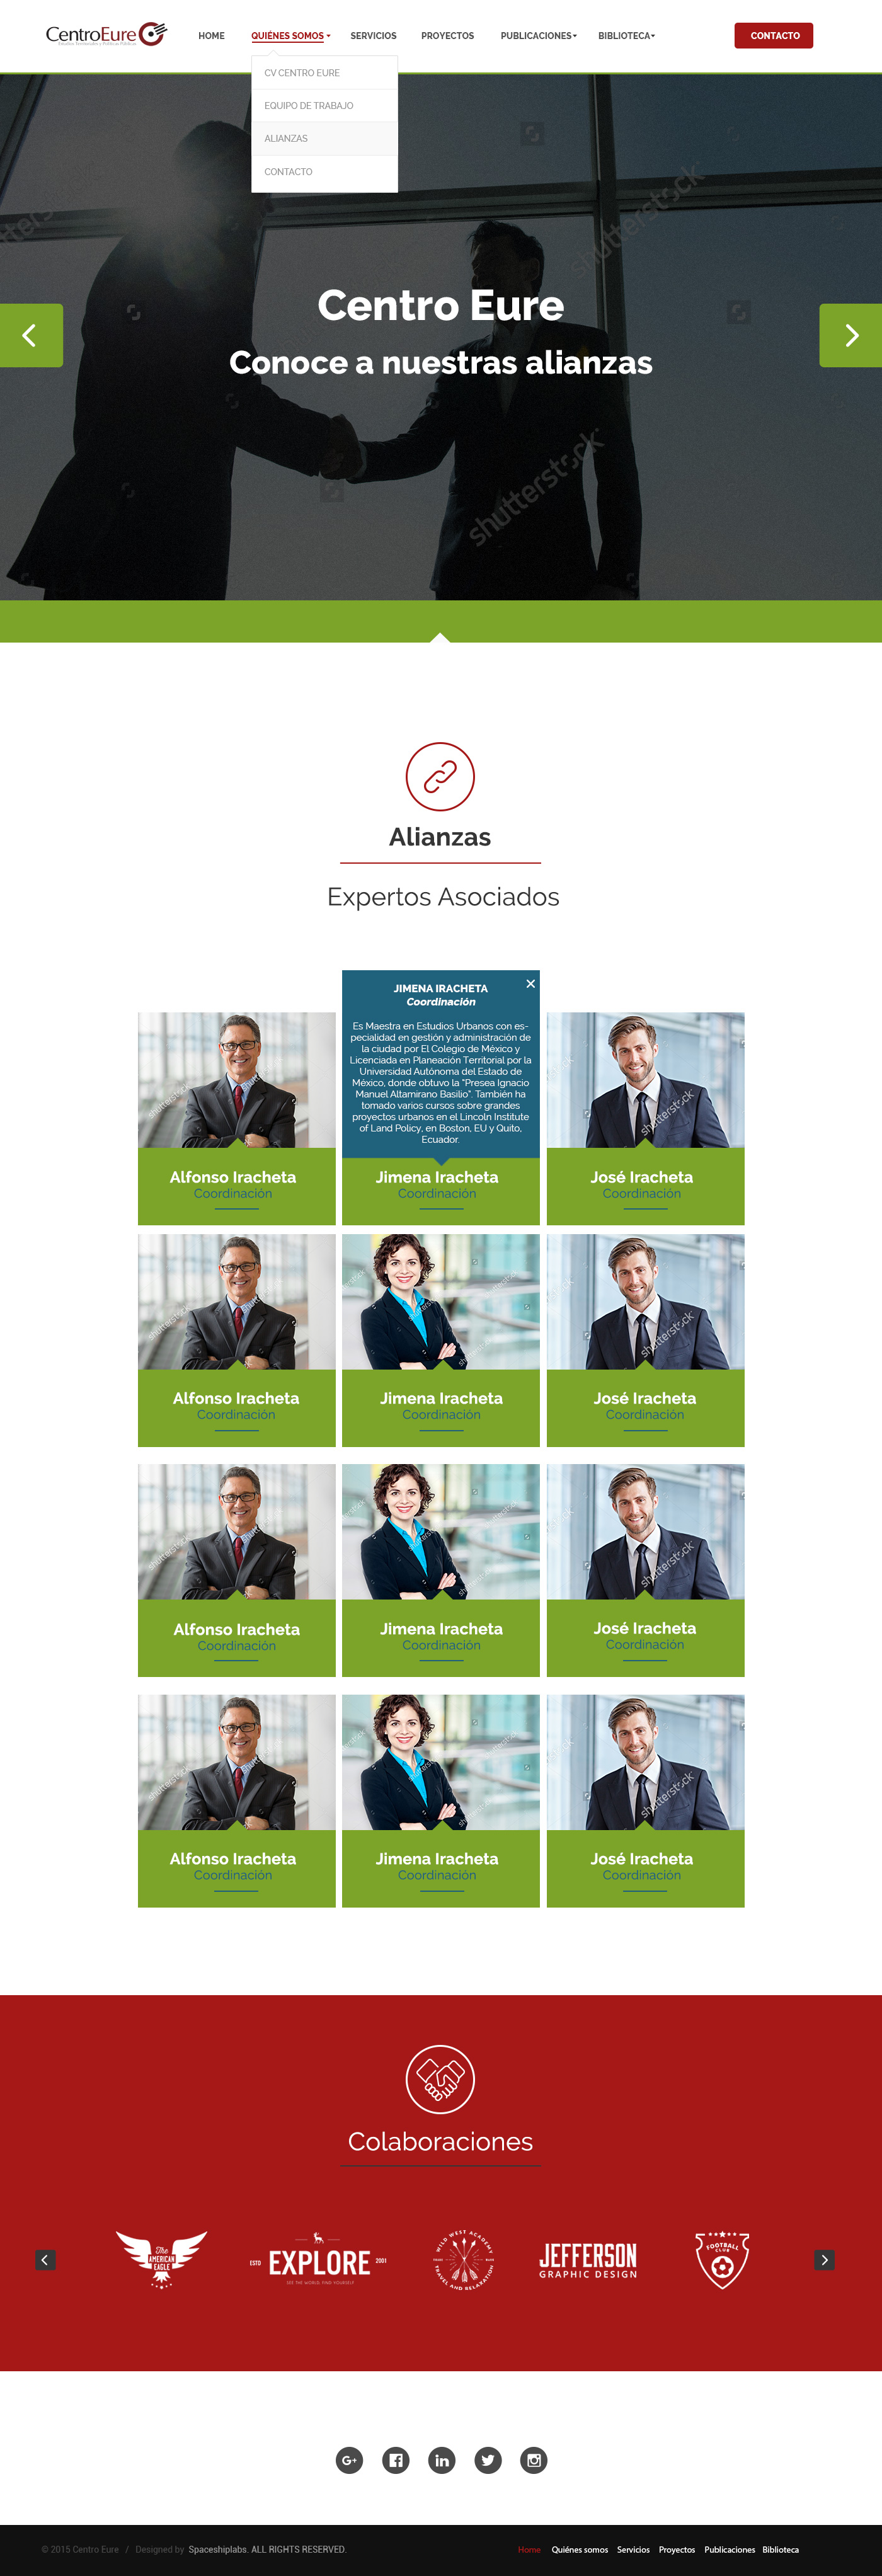 CentroEure
HOME
QUIÉNES SOMOS
SERVICIOS
PROYECTOS
PUBLICACIONES
BIBLIOTECA
CONTACTO
CV CENTRO EURE
EQUIPO DE TRABAJO
ALIANZAS
CONTACTO
Centro Eure
Conoce a nuestras alianzas
shutterstock
shutterstock
Alianzas
Expertos Asociados
JIMENA IRACHETA
Coordinación
Es Maestra en Estudios Urbanos con es-
pecialidad en gestión y administración de
la ciudad por El Colegio de México y
Licenciada en Planeación Territorial por la
Universidad Autónoma del Estado de
México, donde obtuvo la "Presea Ignacio
Manuel Altamirano Basilio". También ha
tomado varios cursos sobre grandes
proyectos urbanos en el Lincoln Institute
of Land Policy, en Boston, EU y Quito,
Ecuador.
Alfonso Iracheta
Coordinación
Jimena Iracheta
Coordinación
José Iracheta
Coordinación
Alfonso Iracheta
Coordinación
Jimena Iracheta
Coordinación
José Iracheta
Coordinación
Alfonso Iracheta
Coordinación
Jimena Iracheta
Coordinación
José Iracheta
Coordinación
Alfonso Iracheta
Coordinación
Jimena Iracheta
Coordinación
José Iracheta
Coordinación
Colaboraciones
The
AMERICAN
EAGLE
ESTD EXPLORE 2001
SEE THE WORLD. FIND YOURSELF.
WILD WEST ACADEMY
TRAVEL AND RELAXATION
JEFFERSON
GRAPHIC DESIGN
FOOTBALL
CLUB
© 2015 Centro Eure / Designed by Spaceshiplabs. ALL RIGHTS RESERVED.
Home Quiénes somos Servicios Proyectos Publicaciones Biblioteca